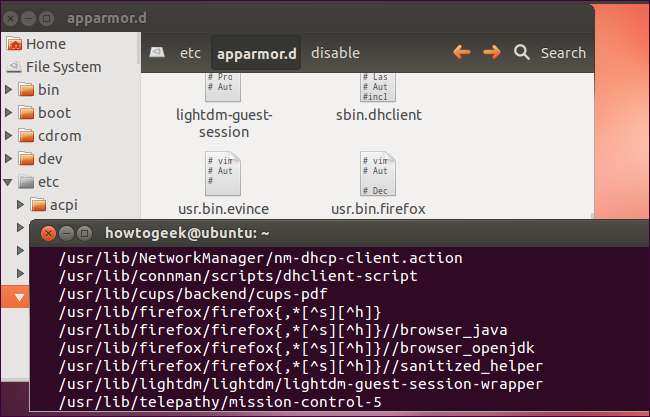 apparmor.d
Home
File System
bin
boot
cdrom
dev
etc
acpi
etc apparmor.d disable Search
# Pro
# Aut
lightdm-guest-
session
# Las
# Aut
#incl
sbin.dhclient
# vim
# Aut
#
usr.bin.evince
# vim
# Aut
# Dec
usr.bin.firefox
howtogeek@ubuntu: ~
/usr/lib/NetworkManager/nm-dhcp-client.action
/usr/lib/connman/scripts/dhclient-script
/usr/lib/cups/backend/cups-pdf
/usr/lib/firefox/firefox{,*[^s][^h]}
/usr/lib/firefox/firefox{,*[^s][^h]}//browser_java
/usr/lib/firefox/firefox{,*[^s][^h]}//browser_openjdk
/usr/lib/firefox/firefox{,*[^s][^h]}//sanitized_helper
/usr/lib/lightdm/lightdm/lightdm-guest-session-wrapper
/usr/lib/telepathy/mission-control-5